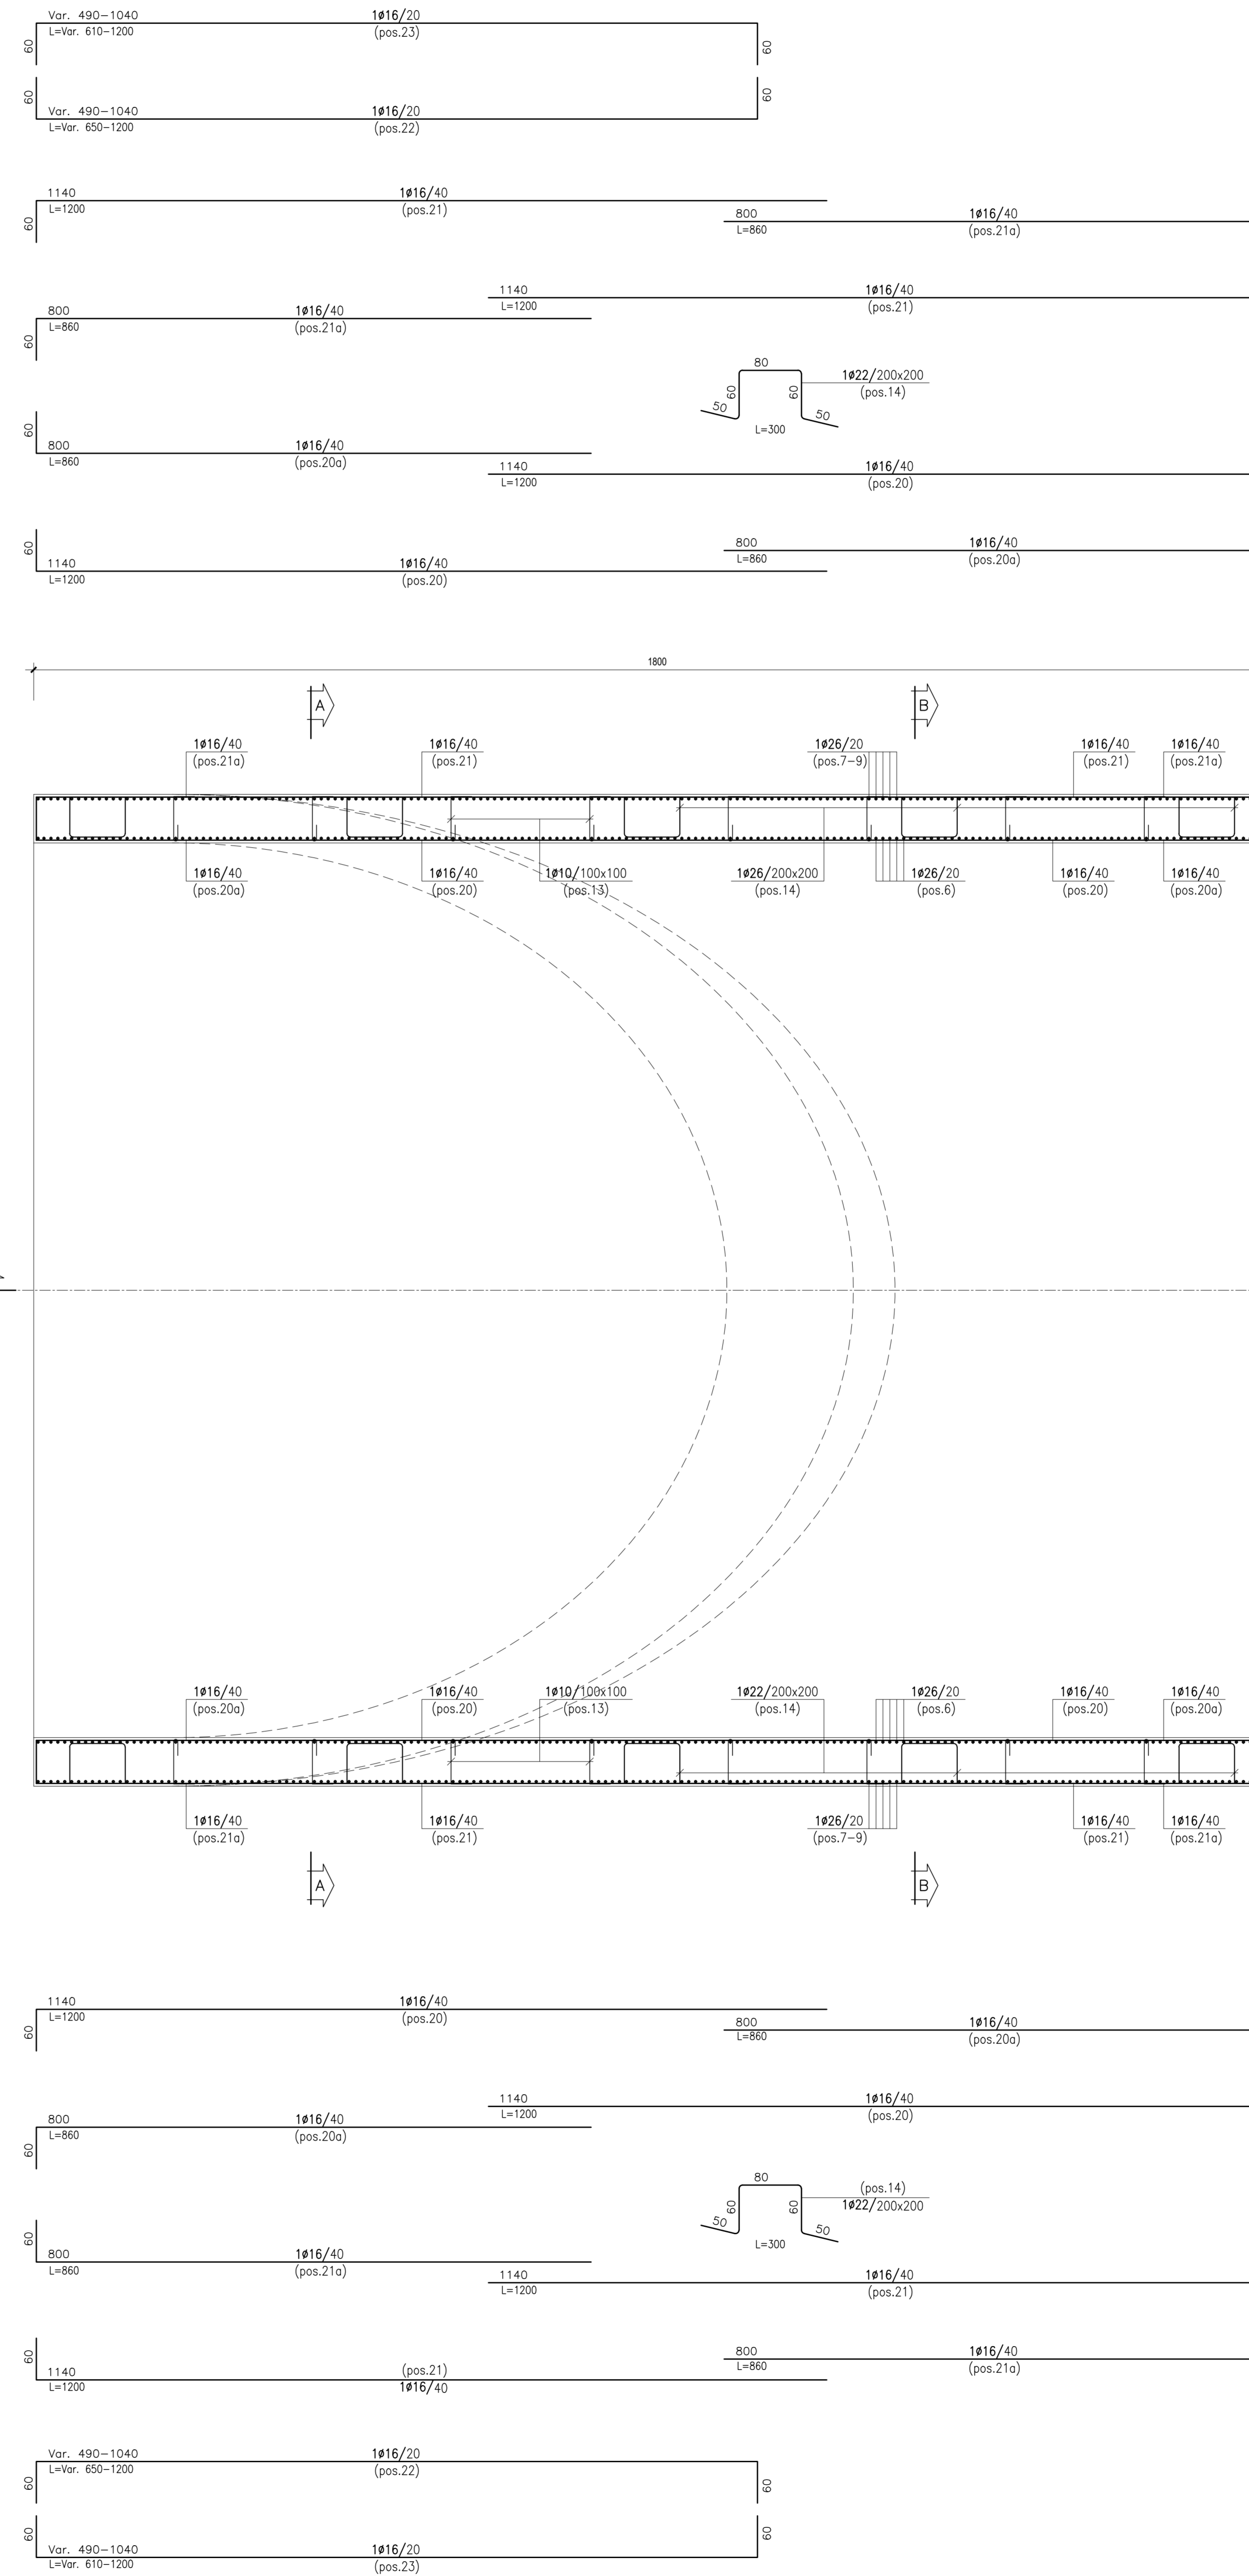 Var. 490-1040
1ø16/20
L=Var. 610-1200
(pos.23)
60
60
60
60
Var. 490-1040
1ø16/20
L=Var. 650-1200
(pos.22)
1140
1ø16/40
L=1200
(pos.21)
60
800
1ø16/40
L=860
(pos.21a)
1140
1ø16/40
L=1200
(pos.21)
800
1ø16/40
L=860
(pos.21a)
60
80
1ø22/200x200
(pos.14)
60
60
50
50
L=300
60
800
1ø16/40
L=860
(pos.20a)
1140
1ø16/40
L=1200
(pos.20)
60
800
1ø16/40
L=860
(pos.20a)
1140
1ø16/40
L=1200
(pos.20)
1800
A
B
1ø16/40
(pos.21a)
1ø16/40
(pos.21)
1ø26/20
(pos.7-9)
1ø16/40
(pos.21)
1ø16/40
(pos.21a)
1ø16/40
(pos.20a)
1ø16/40
(pos.20)
1ø10/100x100
(pos.13)
1ø26/200x200
(pos.14)
1ø26/20
(pos.6)
1ø16/40
(pos.20)
1ø16/40
(pos.20a)
1ø16/40
(pos.20a)
1ø16/40
(pos.20)
1ø10/100x100
(pos.13)
1ø22/200x200
(pos.14)
1ø26/20
(pos.6)
1ø16/40
(pos.20)
1ø16/40
(pos.20a)
1ø16/40
(pos.21a)
1ø16/40
(pos.21)
1ø26/20
(pos.7-9)
1ø16/40
(pos.21)
1ø16/40
(pos.21a)
A
B
1140
1ø16/40
L=1200
(pos.20)
60
800
1ø16/40
L=860
(pos.20a)
1140
1ø16/40
L=1200
(pos.20)
800
1ø16/40
L=860
(pos.20a)
60
80
(pos.14)
1ø22/200x200
60
60
50
50
L=300
60
800
1ø16/40
L=860
(pos.21a)
1140
1ø16/40
L=1200
(pos.21)
60
800
1ø16/40
L=860
(pos.21a)
1140
(pos.21)
L=1200
1ø16/40
Var. 490-1040
1ø16/20
L=Var. 650-1200
(pos.22)
60
60
60
60
Var. 490-1040
1ø16/20
L=Var. 610-1200
(pos.23)